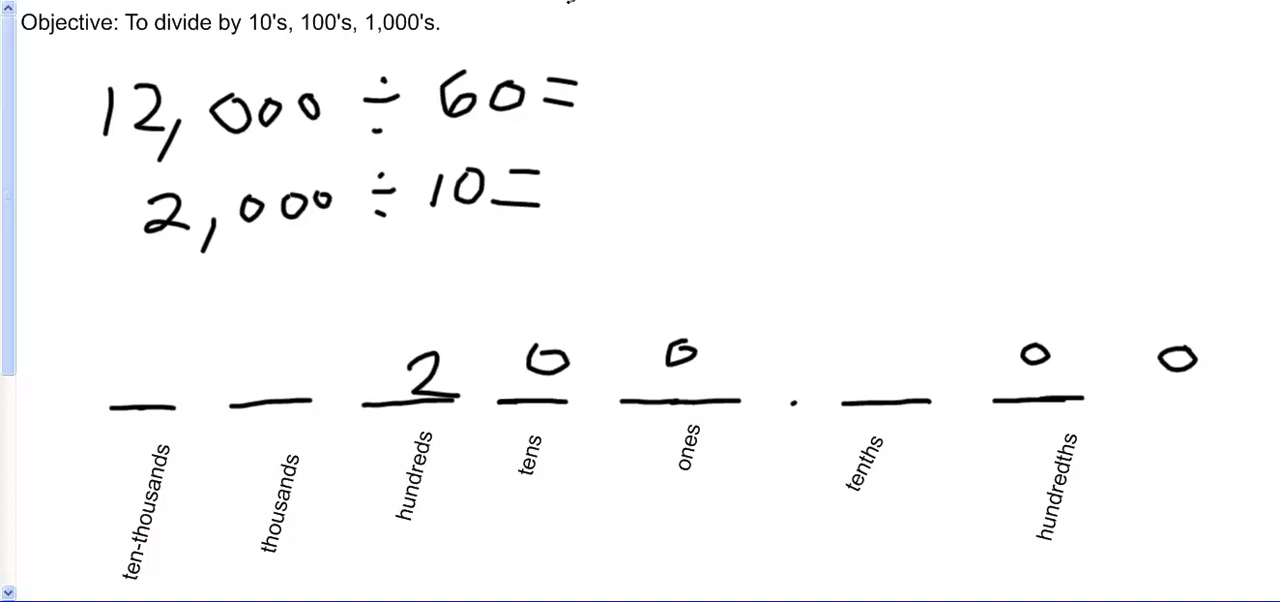 Objective: To divide by 10's, 100's, 1,000's.
12,000 ÷ 60=
2,000 ÷ 10=
2 0 0 . 0 0
ten-thousands thousands hundreds tens ones tenths hundredths